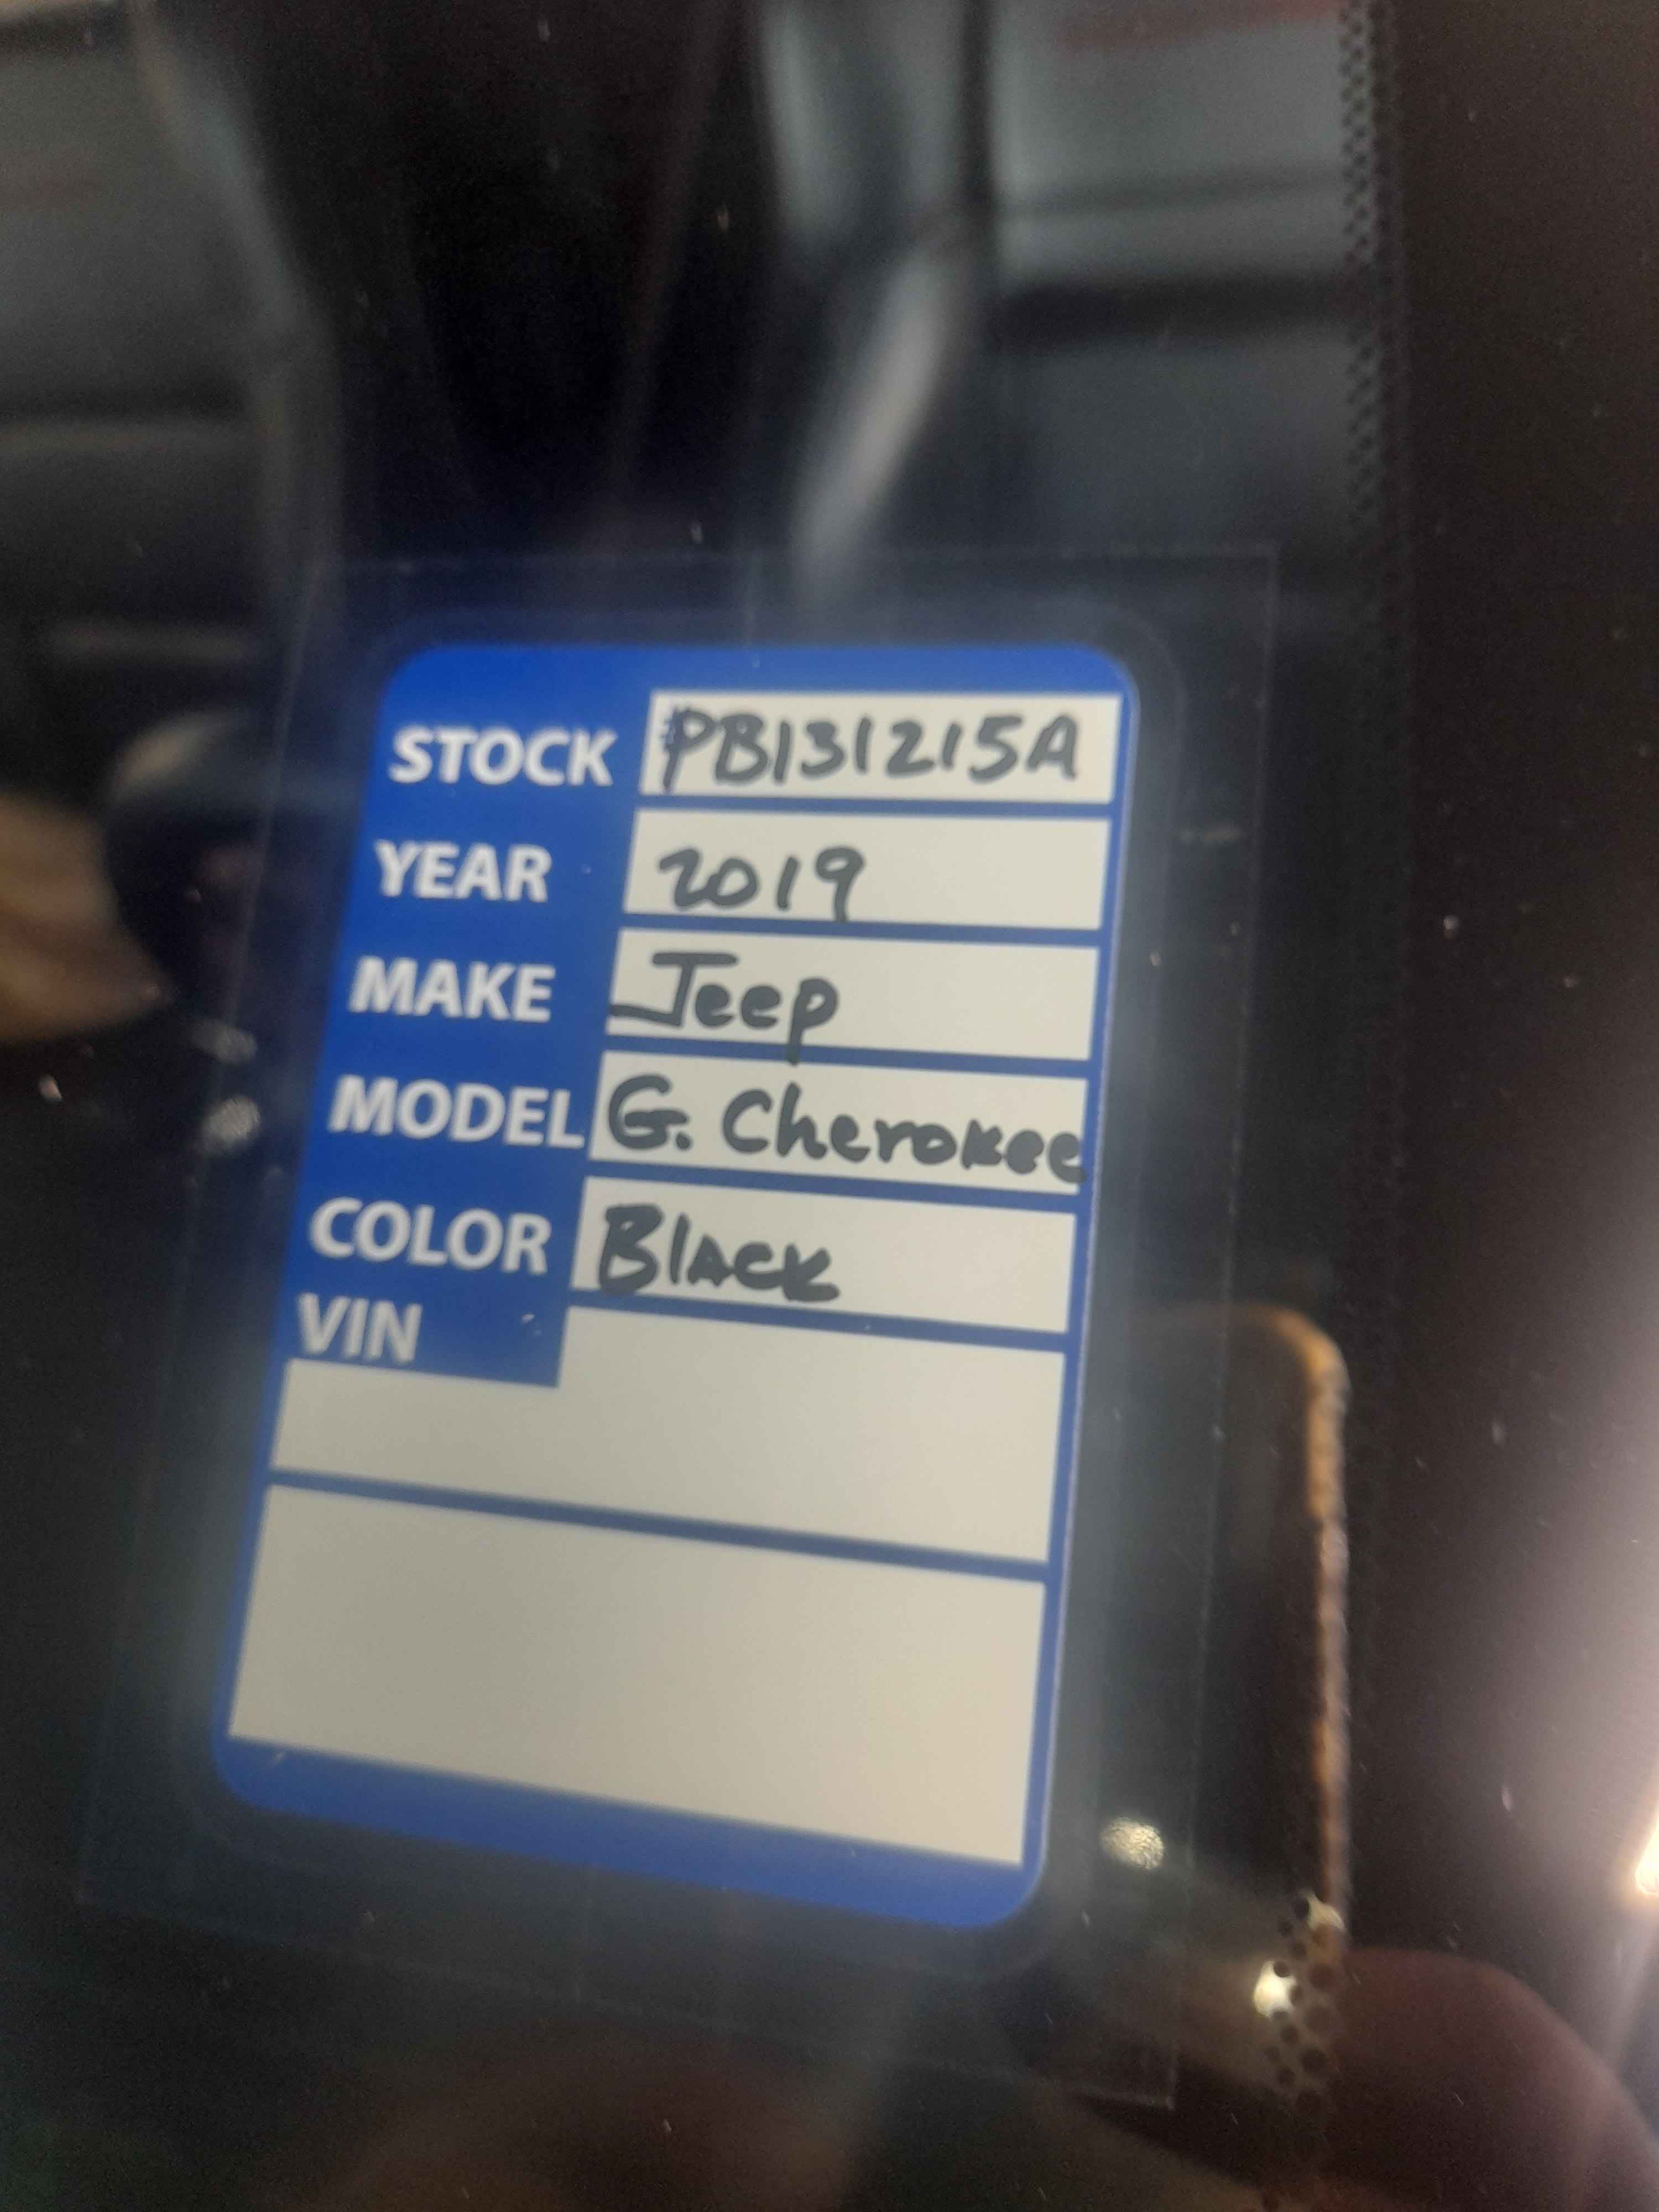 STOCK #PB131215A
YEAR 2019
MAKE Jeep
MODEL G. Cherokee
COLOR Black
VIN